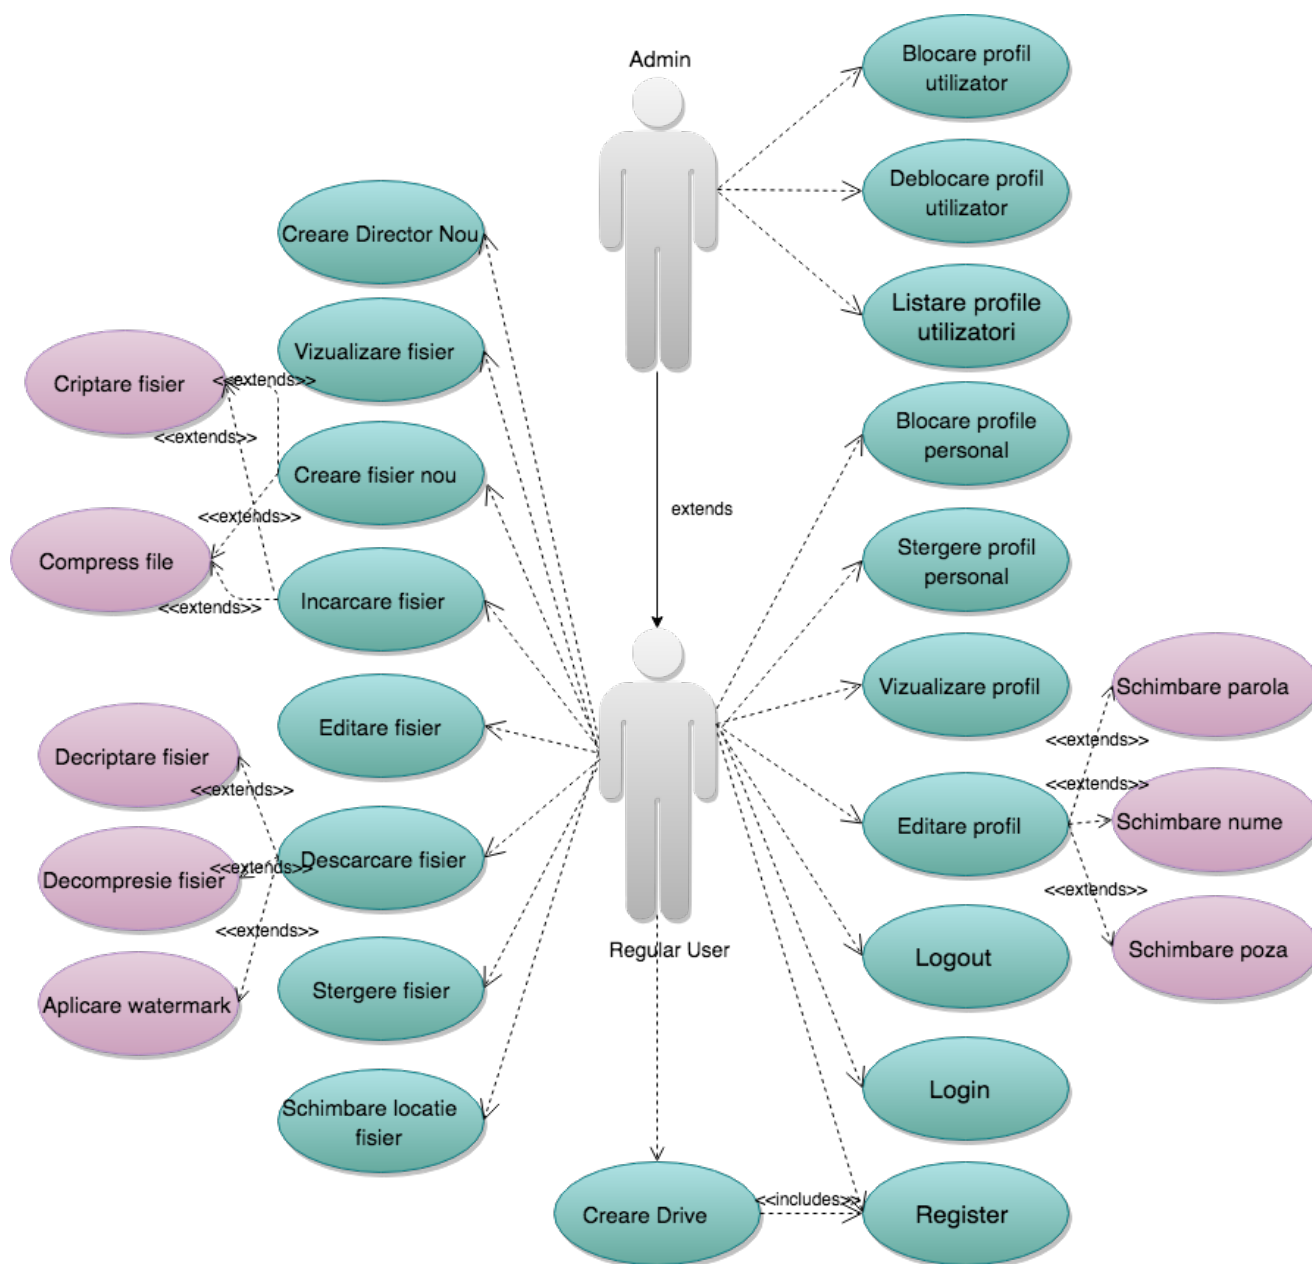 Admin
Blocare profil
utilizator
Deblocare profil
utilizator
Listare profile
utilizatori
Creare Director Nou
Vizualizare fisier
Criptare fisier
<<extends>>
<<extends>>
Creare fisier nou
<<extends>>
Compress file
<<extends>>
Incarcare fisier
extends
Blocare profile
personal
Stergere profil
personal
Vizualizare profil
Schimbare parola
<<extends>>
<<extends>>
Editare profil
Schimbare nume
<<extends>>
Schimbare poza
Editare fisier
Decriptare fisier
<<extends>>
Descarcare fisier
<<extends>>
Decompresie fisier
<<extends>>
Aplicare watermark
Regular User
Logout
Stergere fisier
Login
Schimbare locatie
fisier
Creare Drive
<<includes>>
Register